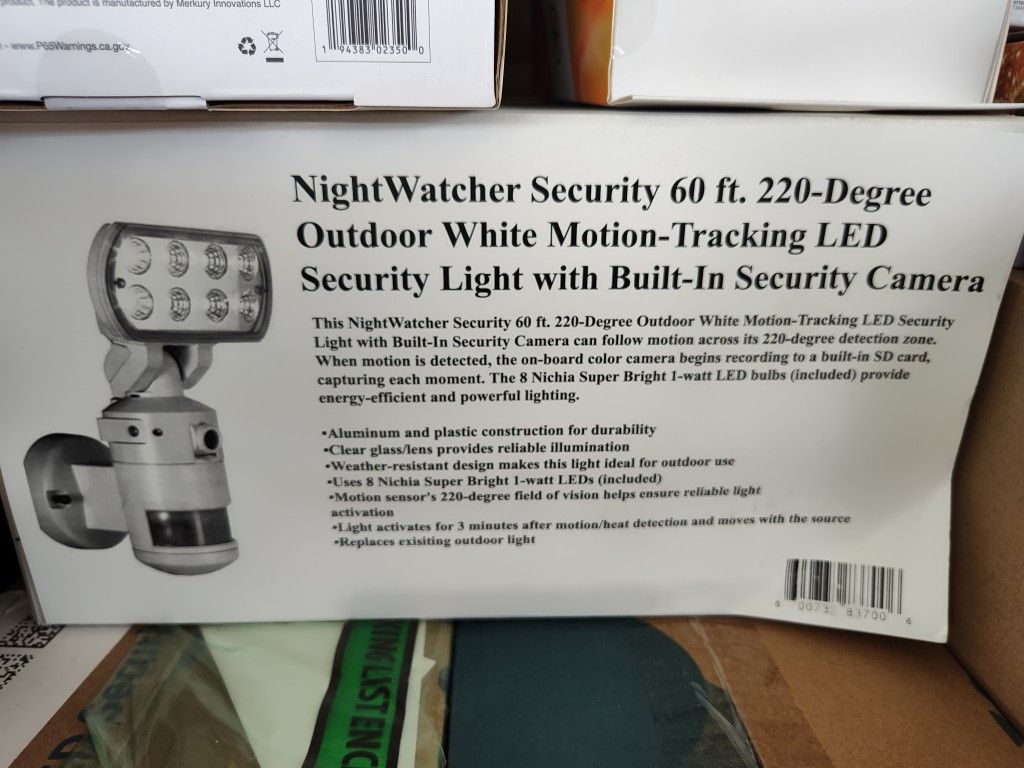 product. The product is manufactured by Merkury Innovations LLC
- www.P65Warnings.ca.gov
1 94383 02350 0
NightWatcher Security 60 ft. 220-Degree
Outdoor White Motion-Tracking LED
Security Light with Built-In Security Camera
This NightWatcher Security 60 ft. 220-Degree Outdoor White Motion-Tracking LED Security
Light with Built-In Security Camera can follow motion across its 220-degree detection zone.
When motion is detected, the on-board color camera begins recording to a built-in SD card,
capturing each moment. The 8 Nichia Super Bright 1-watt LED bulbs (included) provide
energy-efficient and powerful lighting.
•Aluminum and plastic construction for durability
•Clear glass/lens provides reliable illumination
•Weather-resistant design makes this light ideal for outdoor use
•Uses 8 Nichia Super Bright 1-watt LEDs (included)
•Motion sensor's 220-degree field of vision helps ensure reliable light
activation
•Light activates for 3 minutes after motion/heat detection and moves with the source
•Replaces exisiting outdoor light
6 00732 83700 6